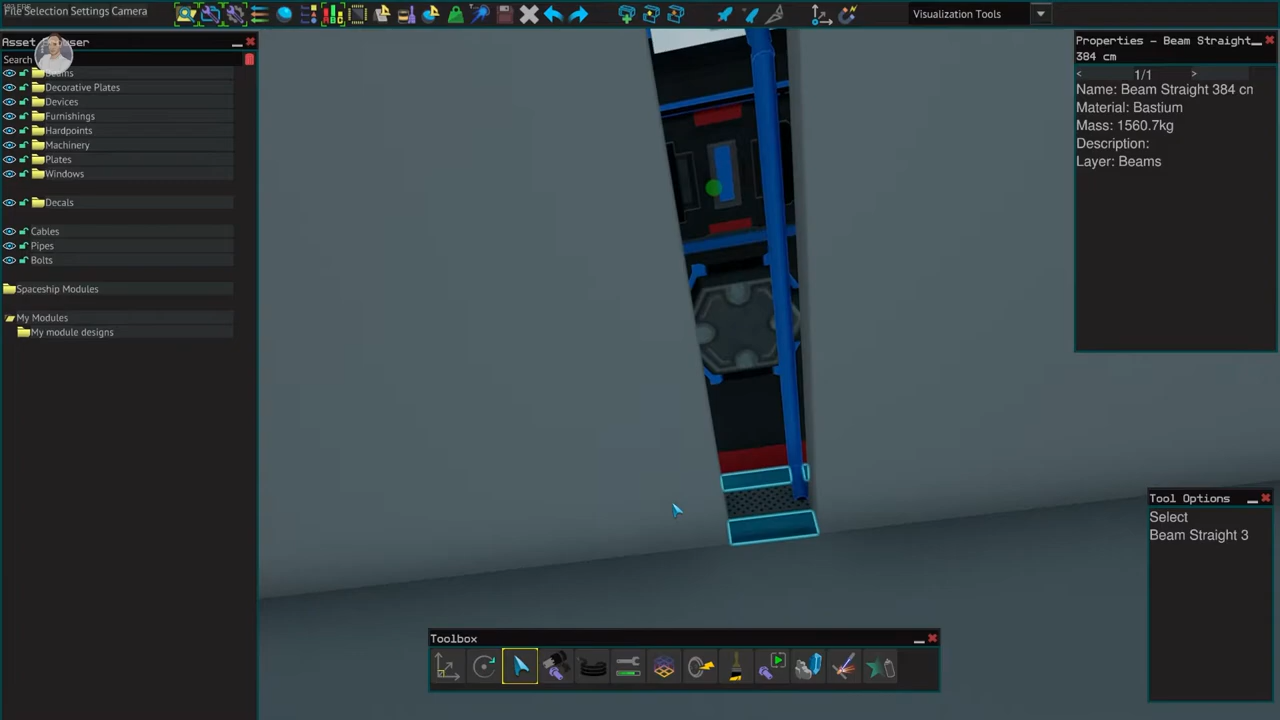 File Selection Settings Camera
Visualization Tools
Search
Beams
Decorative Plates
Devices
Furnishings
Hardpoints
Machinery
Plates
Windows
Decals
Cables
Pipes
Bolts
Spaceship Modules
My Modules
My module designs
Properties – Beam Straight
384 cm
< 1/1 >
Name: Beam Straight 384 cm
Material: Bastium
Mass: 1560.7kg
Description:
Layer: Beams
Tool Options
Select
Beam Straight 3
Toolbox